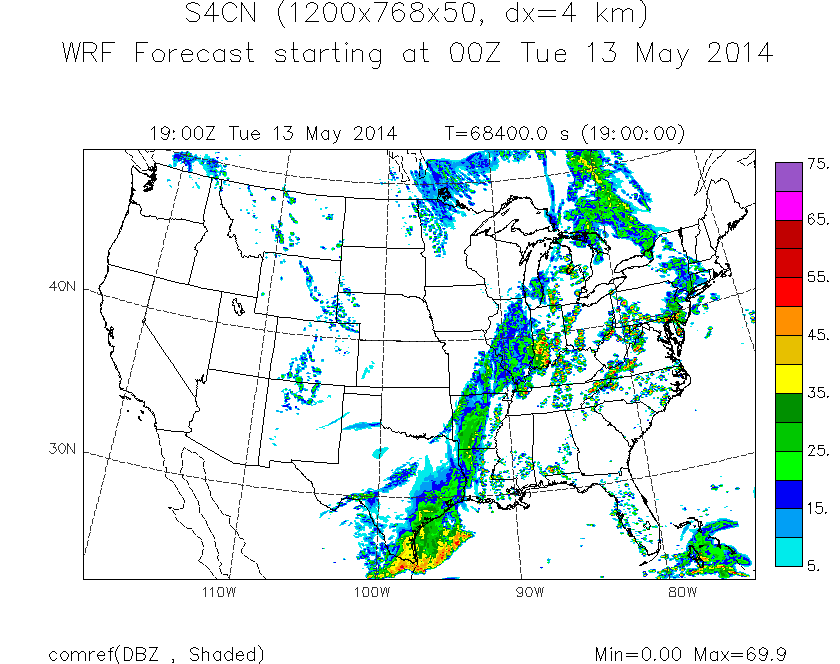 S4CN (1200x768x50, dx=4 km)
WRF Forecast starting at 00Z Tue 13 May 2014
19:00Z Tue 13 May 2014 T=68400.0 s (19:00:00)
75.
65.
55.
45.
35.
25.
15.
5.
40N
30N
110W 100W 90W 80W
comref(DBZ , Shaded) Min=0.00 Max=69.9